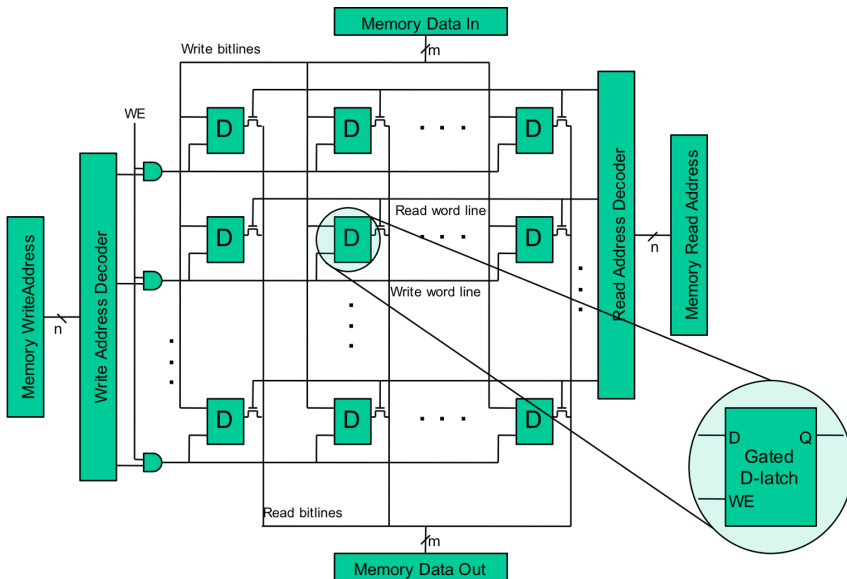 Memory Data In
m
Write bitlines
WE
D
D
D
Read word line
D
D
D
Write word line
Memory WriteAddress
n
Write Address Decoder
Read Address Decoder
n
Memory Read Address
D
D
D
D
Q
Gated
D-latch
WE
Read bitlines
m
Memory Data Out